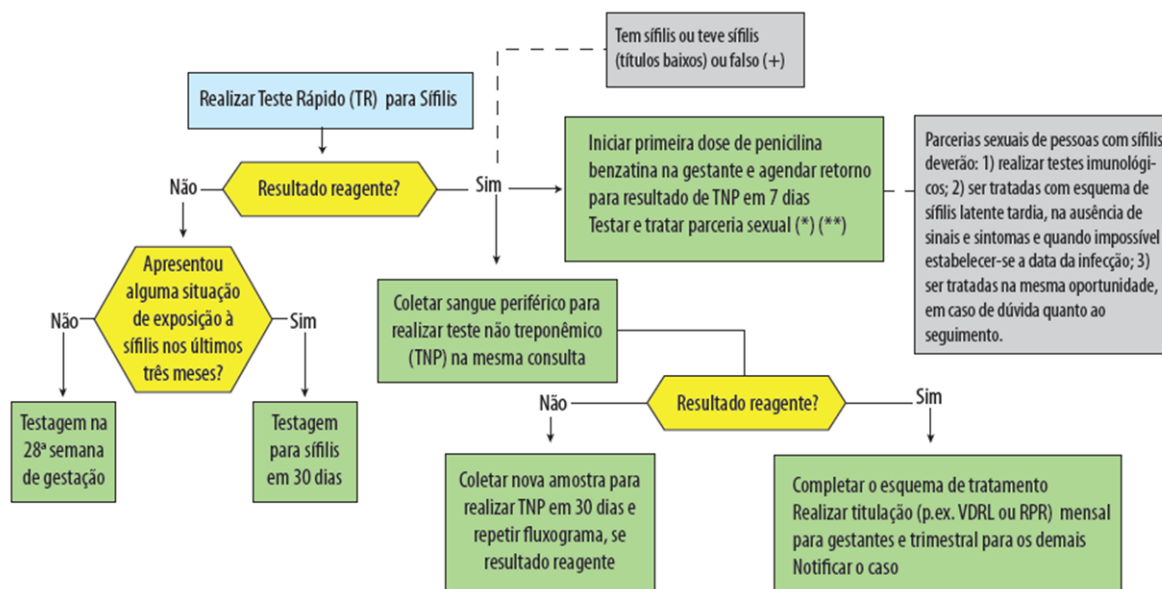 Tem sífilis ou teve sífilis
(títulos baixos) ou falso (+)
Realizar Teste Rápido (TR) para Sífilis
Não
Resultado reagente?
Sim
Iniciar primeira dose de penicilina
benzatina na gestante e agendar retorno
para resultado de TNP em 7 dias
Testar e tratar parceria sexual (*) (**)
Parcerias sexuais de pessoas com sífilis
deverão: 1) realizar testes imunológi-
cos; 2) ser tratadas com esquema de
sífilis latente tardia, na ausência de
sinais e sintomas e quando impossível
estabelecer-se a data da infecção; 3)
ser tratadas na mesma oportunidade,
em caso de dúvida quanto ao
seguimento.
Apresentou
alguma situação
de exposição à
sífilis nos últimos
três meses?
Não
Sim
Testagem na
28ª semana
de gestação
Testagem
para sífilis
em 30 dias
Coletar sangue periférico para
realizar teste não treponêmico
(TNP) na mesma consulta
Não
Resultado reagente?
Sim
Coletar nova amostra para
realizar TNP em 30 dias e
repetir fluxograma, se
resultado reagente
Completar o esquema de tratamento
Realizar titulação (p.ex. VDRL ou RPR) mensal
para gestantes e trimestral para os demais
Notificar o caso